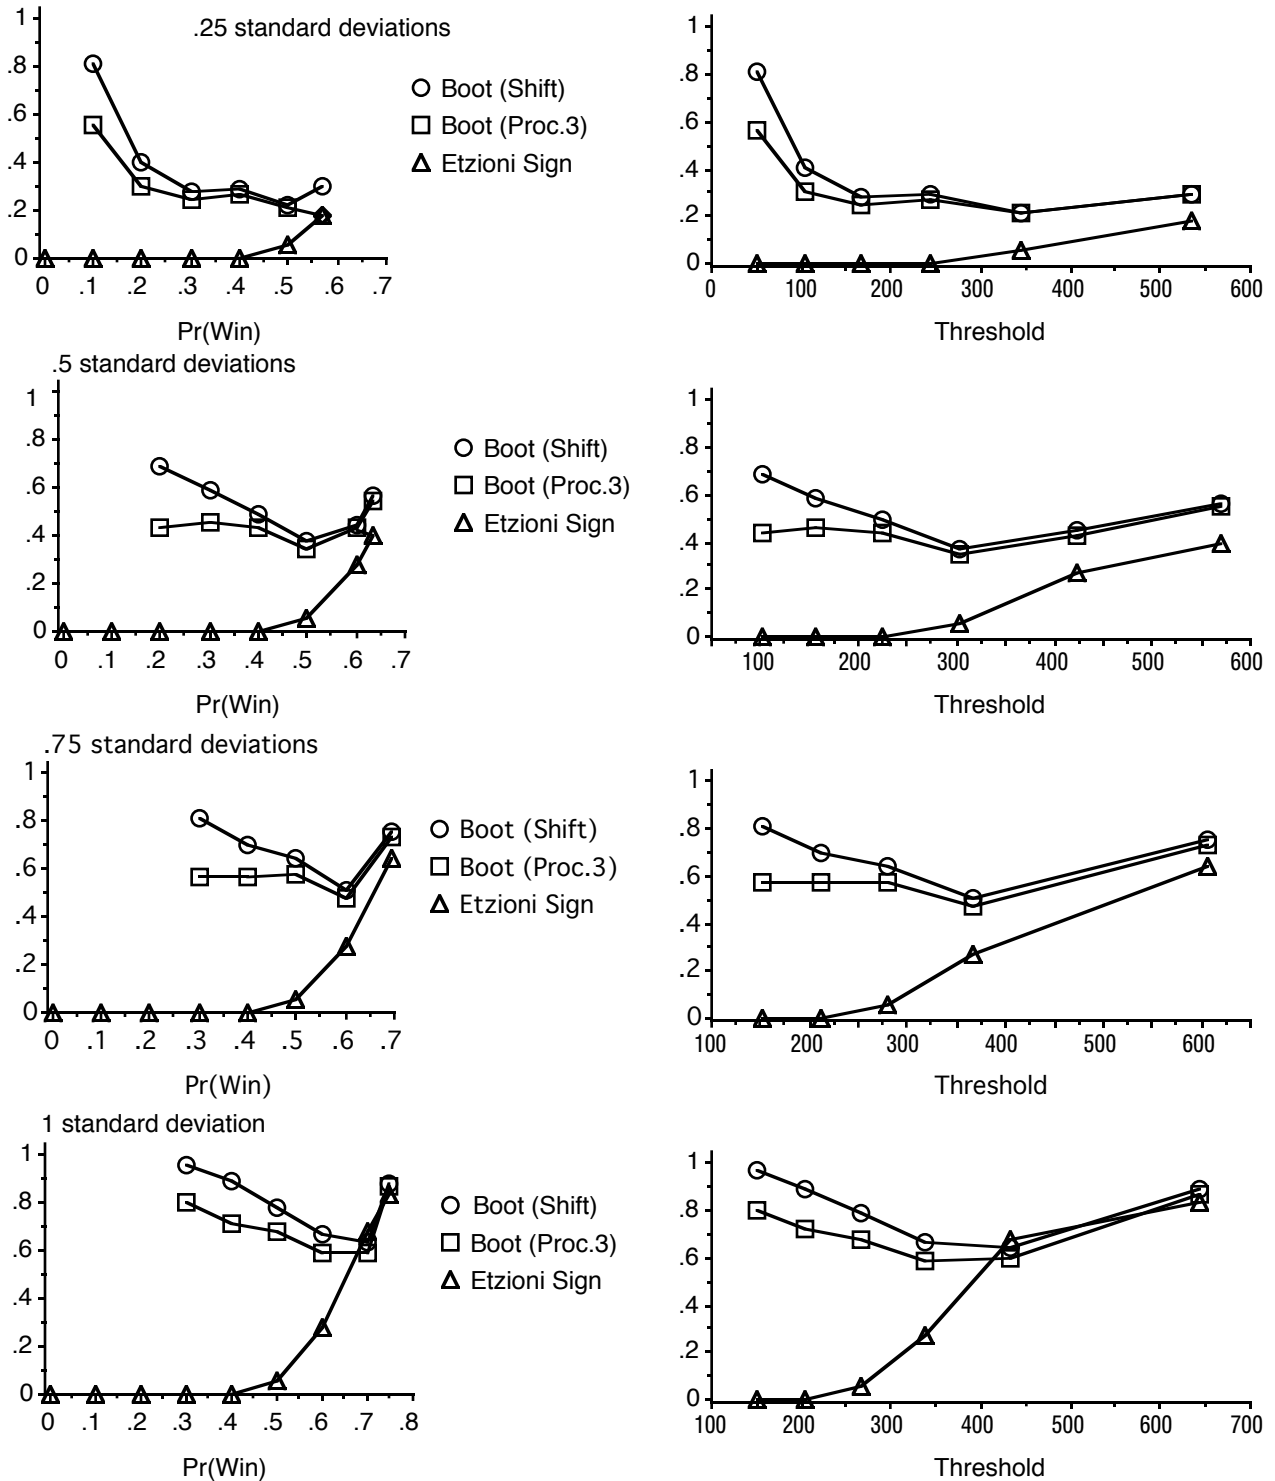 .25 standard deviations
1
.8
.6
.4
.2
0
0 .1 .2 .3 .4 .5 .6 .7
Pr(Win)
Boot (Shift)
Boot (Proc.3)
Etzioni Sign
1
.8
.6
.4
.2
0
0 100 200 300 400 500 600
Threshold
.5 standard deviations
1
.8
.6
.4
.2
0
0 .1 .2 .3 .4 .5 .6 .7
Pr(Win)
Boot (Shift)
Boot (Proc.3)
Etzioni Sign
1
.8
.6
.4
.2
0
100 200 300 400 500 600
Threshold
.75 standard deviations
1
.8
.6
.4
.2
0
0 .1 .2 .3 .4 .5 .6 .7
Pr(Win)
Boot (Shift)
Boot (Proc.3)
Etzioni Sign
1
.8
.6
.4
.2
0
100 200 300 400 500 600
Threshold
1 standard deviation
1
.8
.6
.4
.2
0
0 .1 .2 .3 .4 .5 .6 .7 .8
Pr(Win)
Boot (Shift)
Boot (Proc.3)
Etzioni Sign
1
.8
.6
.4
.2
0
100 200 300 400 500 600 700
Threshold